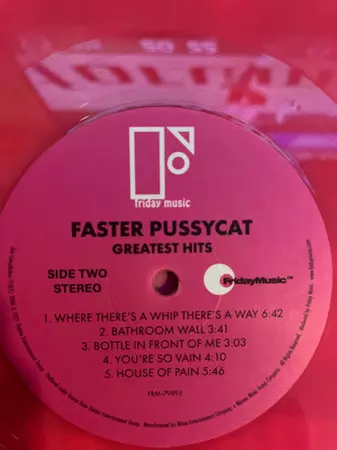 friday music
FASTER PUSSYCAT
GREATEST HITS
SIDE TWO
STEREO
FridayMusic™
1. WHERE THERE'S A WHIP THERE'S A WAY 6:42
2. BATHROOM WALL 3:41
3. BOTTLE IN FRONT OF ME 3:03
4. YOU'RE SO VAIN 4:10
5. HOUSE OF PAIN 5:46
FRM-79895